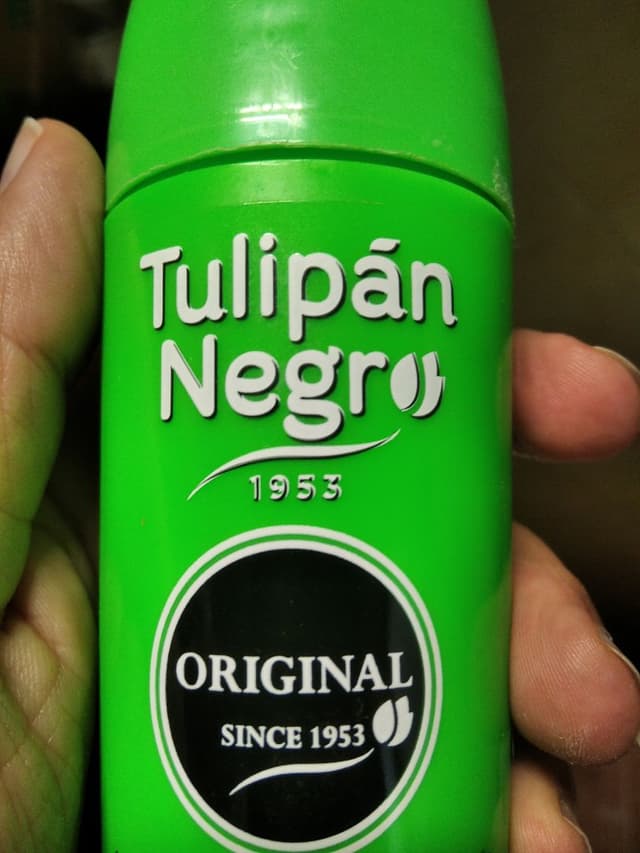 Tulipán
Negro
1953
ORIGINAL
SINCE 1953